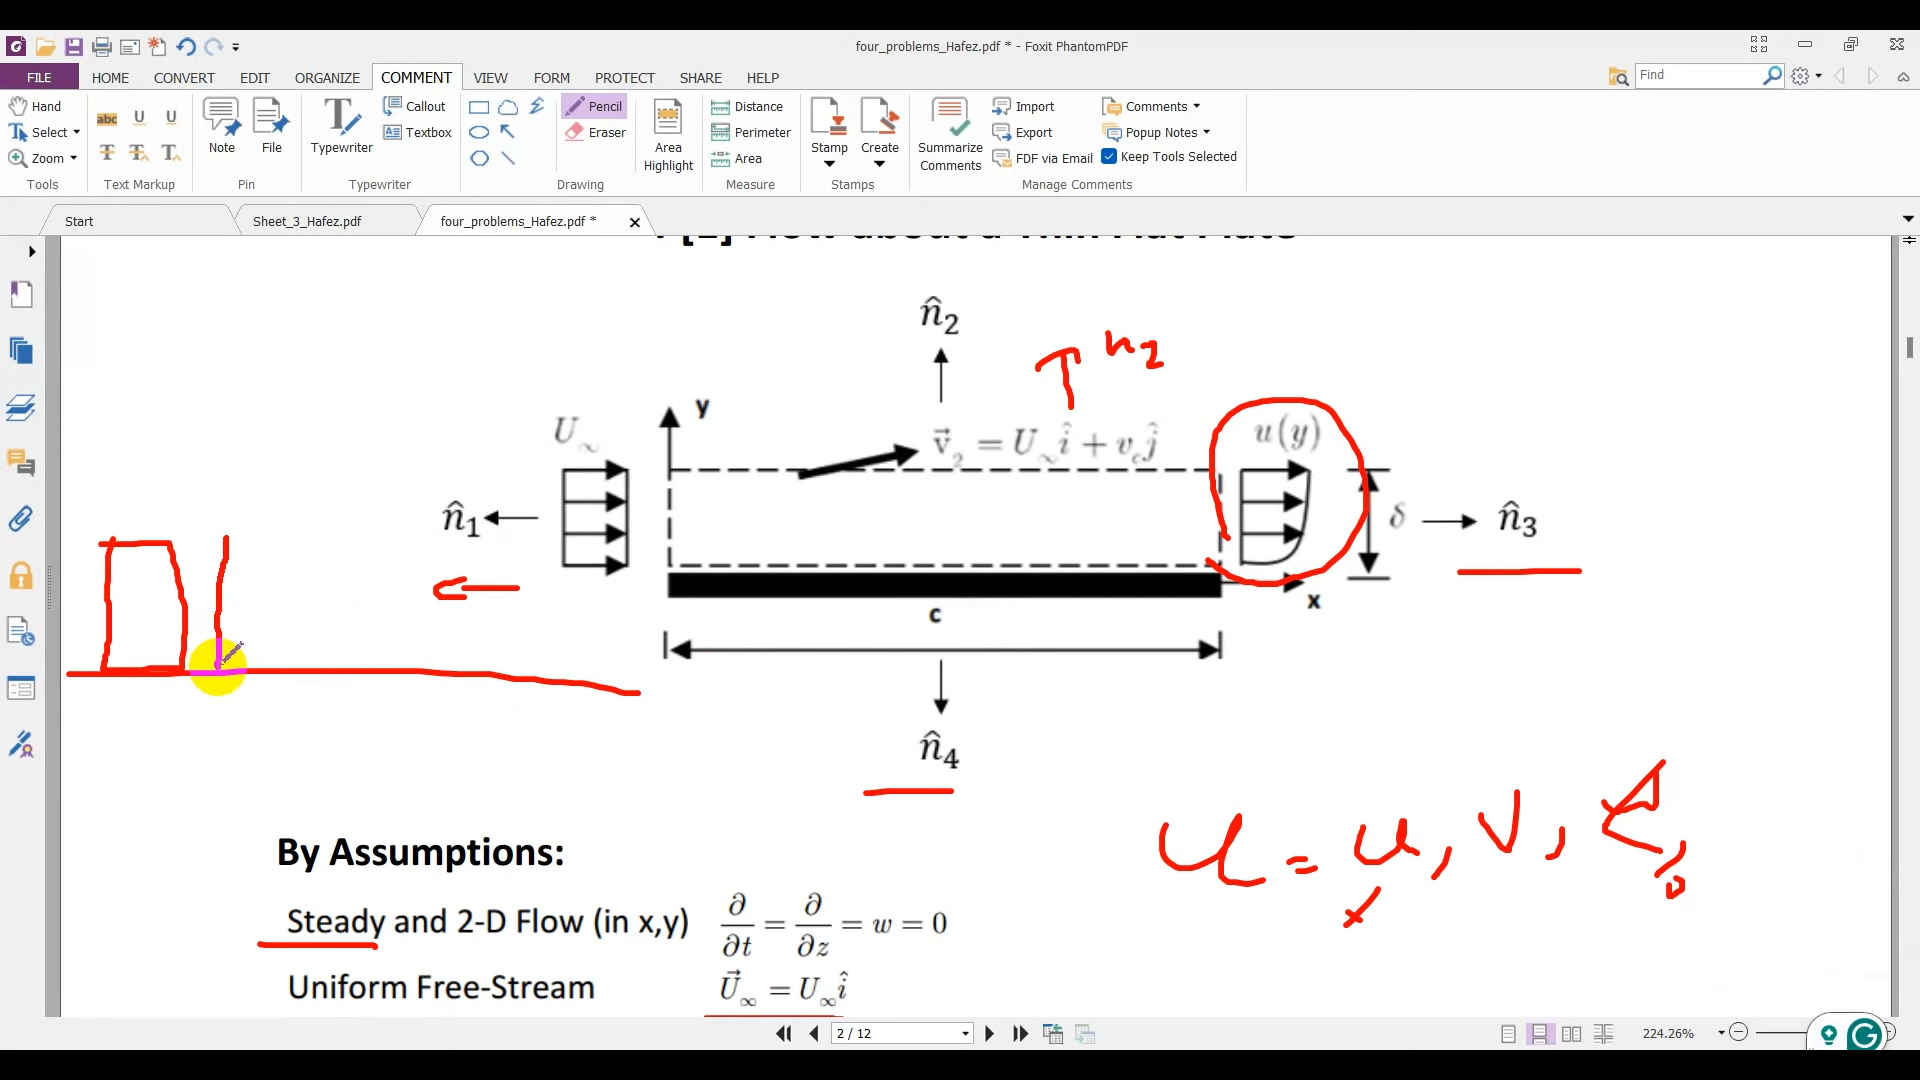 four_problems_Hafez.pdf * - Foxit PhantomPDF
FILE HOME CONVERT EDIT ORGANIZE COMMENT VIEW FORM PROTECT SHARE HELP Find
Hand
Select
Zoom
Tools
abc U U
T T T
Text Markup
Note File
Pin
Typewriter
Callout
Textbox
Typewriter
Pencil
Eraser
Drawing
Area Highlight
Distance
Perimeter
Area
Measure
Stamp Create
Stamps
Summarize Comments
Import
Export
FDF via Email
Comments
Popup Notes
Keep Tools Selected
Manage Comments
Start Sheet_3_Hafez.pdf four_problems_Hafez.pdf *
n̂₂
n₂
y
U∞
v⃗₂ = U∞î + v_c ĵ
u(y)
n̂₁
δ
n̂₃
x
c
n̂₄
By Assumptions:
u = u, v,
Steady and 2-D Flow (in x,y) ∂/∂t = ∂/∂z = w = 0
Uniform Free-Stream U⃗∞ = U∞î
2 / 12
224.26%